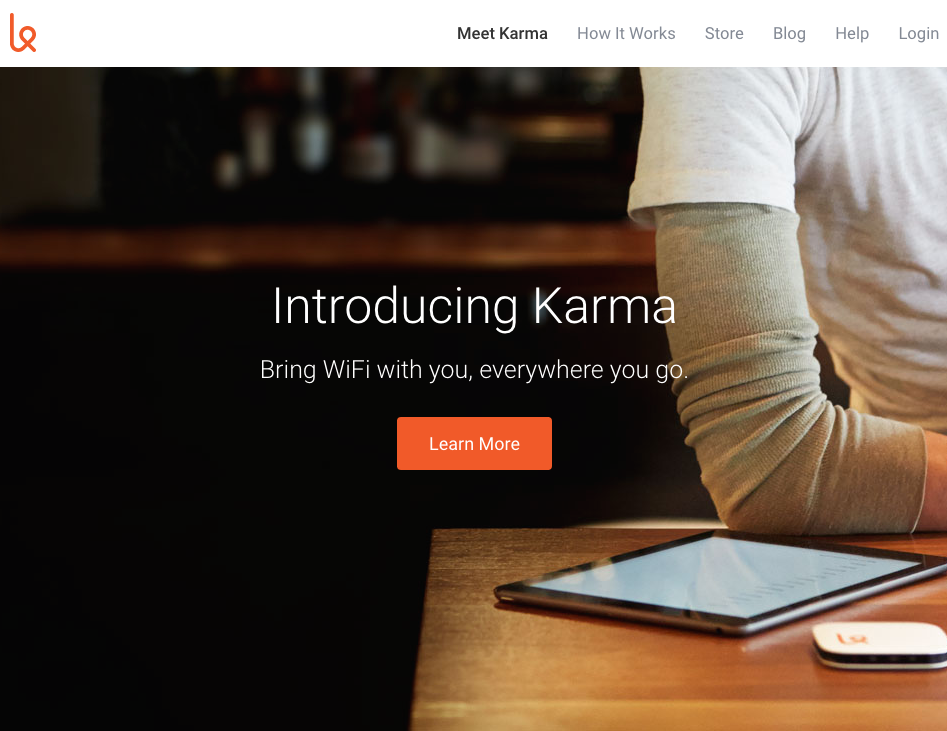 Meet Karma How It Works Store Blog Help Login
Introducing Karma
Bring WiFi with you, everywhere you go.
Learn More